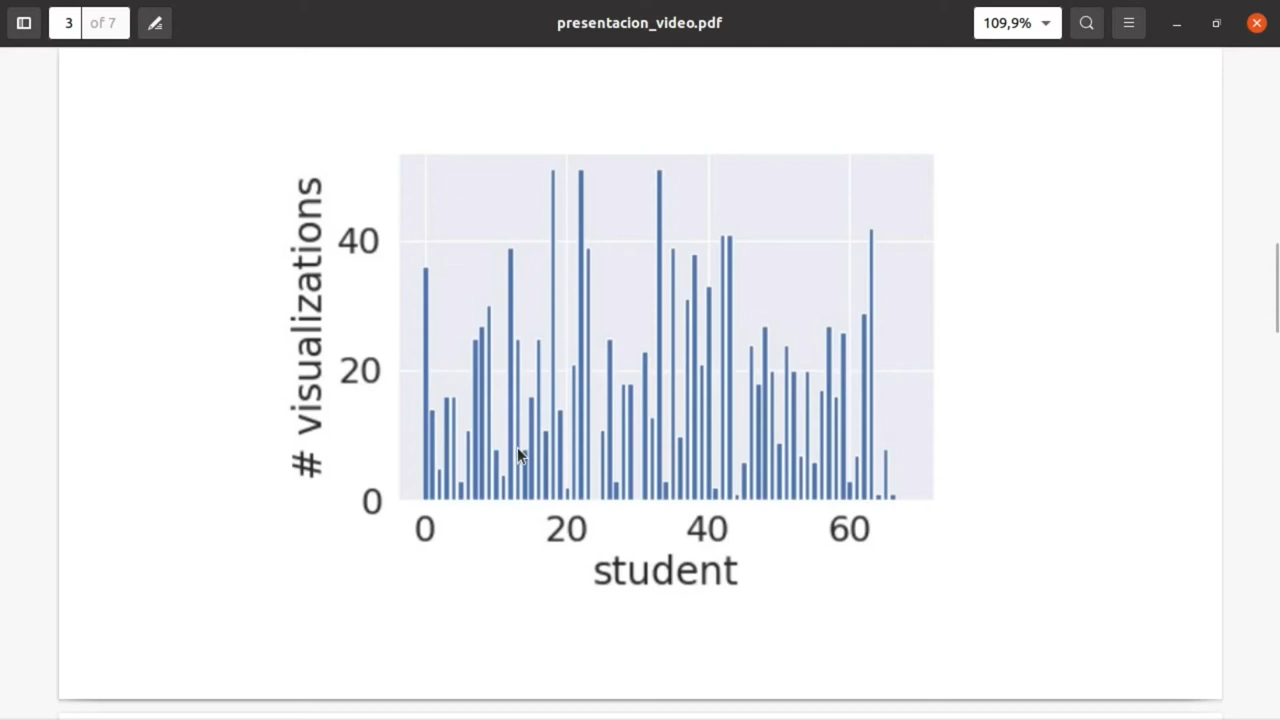 3 of 7
presentacion_video.pdf
109,9%
# visualizations
40
20
0
0 20 40 60
student